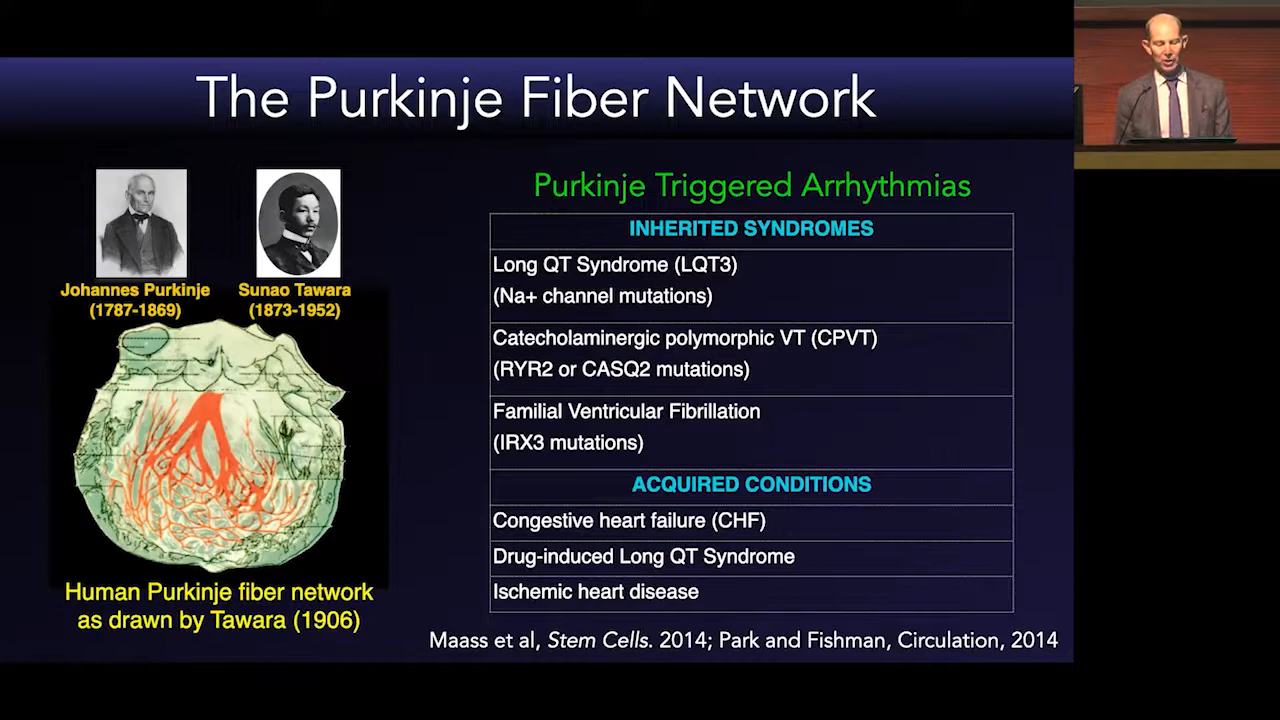 The Purkinje Fiber Network
Johannes Purkinje
(1787-1869)
Sunao Tawara
(1873-1952)
Human Purkinje fiber network
as drawn by Tawara (1906)
Purkinje Triggered Arrhythmias
INHERITED SYNDROMES
Long QT Syndrome (LQT3)
(Na+ channel mutations)
Catecholaminergic polymorphic VT (CPVT)
(RYR2 or CASQ2 mutations)
Familial Ventricular Fibrillation
(IRX3 mutations)
ACQUIRED CONDITIONS
Congestive heart failure (CHF)
Drug-induced Long QT Syndrome
Ischemic heart disease
Maass et al, Stem Cells. 2014; Park and Fishman, Circulation, 2014